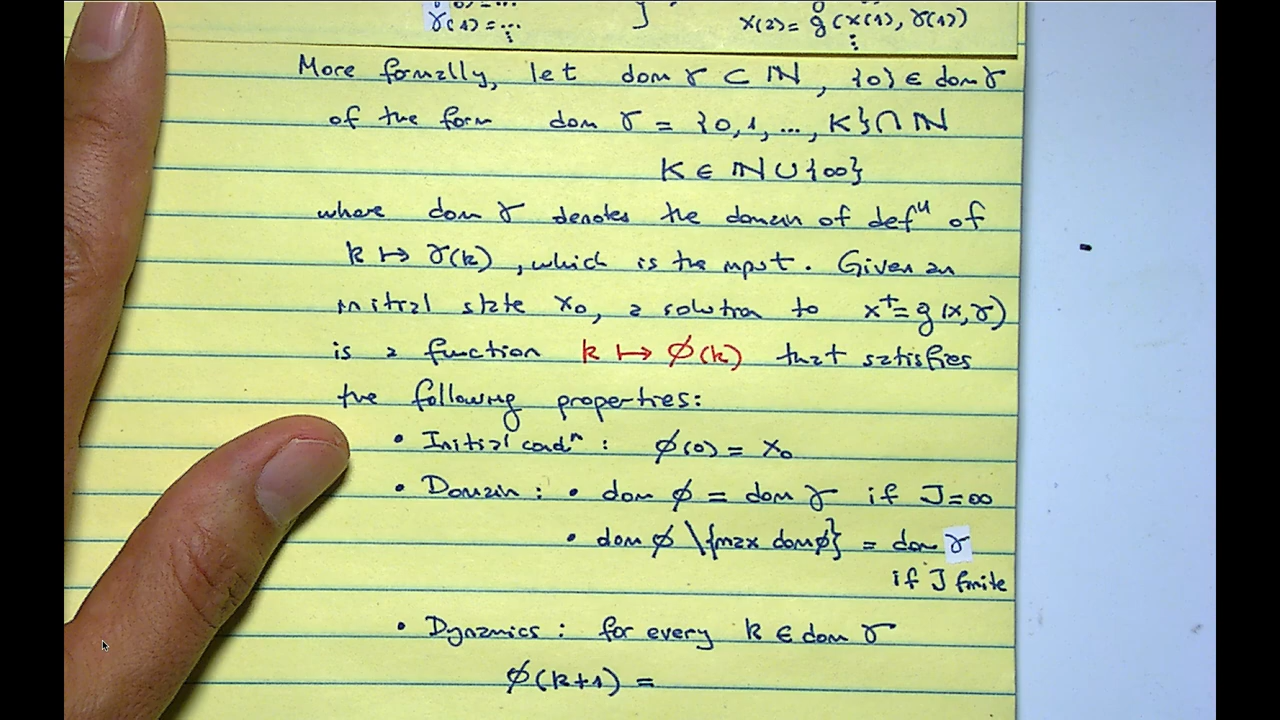 γ(1) = ... x(2) = g(x(1), γ(1))
More formally, let dom γ ⊂ ℕ, {0} ∈ dom γ
of the form dom γ = {0, 1, ..., K} ∩ ℕ
K ∈ ℕ ∪ {∞}
where dom γ denotes the domain of defⁿ of
k ↦ γ(k), which is the input. Given an
initial state x₀, a solution to x⁺ = g(x, γ)
is a function k ↦ ϕ(k) that satisfies
the following properties:
• Initial condⁿ: ϕ(0) = x₀
• Domain: • dom ϕ = dom γ if J = ∞
• dom ϕ \ {max dom ϕ} = dom γ
if J finite
• Dynamics: for every k ∈ dom γ
ϕ(k+1) =